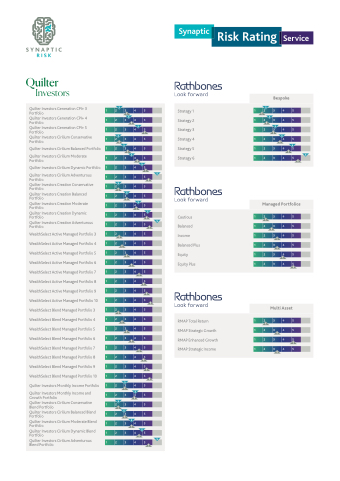 SYNAPTIC
RISK
Synaptic
Risk Rating
Service
Quilter
Investors
Quilter Investors Generation CPI+ 3
Portfolio
Quilter Investors Generation CPI+ 4
Portfolio
Quilter Investors Generation CPI+ 5
Portfolio
Quilter Investors Cirilium Conservative
Portfolio
Quilter Investors Cirilium Balanced Portfolio
Quilter Investors Cirilium Moderate
Portfolio
Quilter Investors Cirilium Dynamic Portfolio
Quilter Investors Cirilium Adventurous
Portfolio
Quilter Investors Creation Conservative
Portfolio
Quilter Investors Creation Balanced
Portfolio
Quilter Investors Creation Moderate
Portfolio
Quilter Investors Creation Dynamic
Portfolio
Quilter Investors Creation Adventurous
Portfolio
WealthSelect Active Managed Portfolio 3
WealthSelect Active Managed Portfolio 4
WealthSelect Active Managed Portfolio 5
WealthSelect Active Managed Portfolio 6
WealthSelect Active Managed Portfolio 7
WealthSelect Active Managed Portfolio 8
WealthSelect Active Managed Portfolio 9
WealthSelect Active Managed Portfolio 10
WealthSelect Blend Managed Portfolio 3
WealthSelect Blend Managed Portfolio 4
WealthSelect Blend Managed Portfolio 5
WealthSelect Blend Managed Portfolio 6
WealthSelect Blend Managed Portfolio 7
WealthSelect Blend Managed Portfolio 8
WealthSelect Blend Managed Portfolio 9
WealthSelect Blend Managed Portfolio 10
Quilter Investors Monthly Income Portfolio
Quilter Investors Monthly Income and
Growth Portfolio
Quilter Investors Cirilium Conservative
Blend Portfolio
Quilter Investors Cirilium Balanced Blend
Portfolio
Quilter Investors Cirilium Moderate Blend
Portfolio
Quilter Investors Cirilium Dynamic Blend
Portfolio
Quilter Investors Cirilium Adventurous
Blend Portfolio
Rathbones
Look forward
Bespoke
Strategy 1
Strategy 2
Strategy 3
Strategy 4
Strategy 5
Strategy 6
Rathbones
Look forward
Managed Portfolios
Cautious
Balanced
Income
Balanced Plus
Equity
Equity Plus
Rathbones
Look forward
Multi Asset
RMAP Total Return
RMAP Strategic Growth
RMAP Enhanced Growth
RMAP Strategic Income